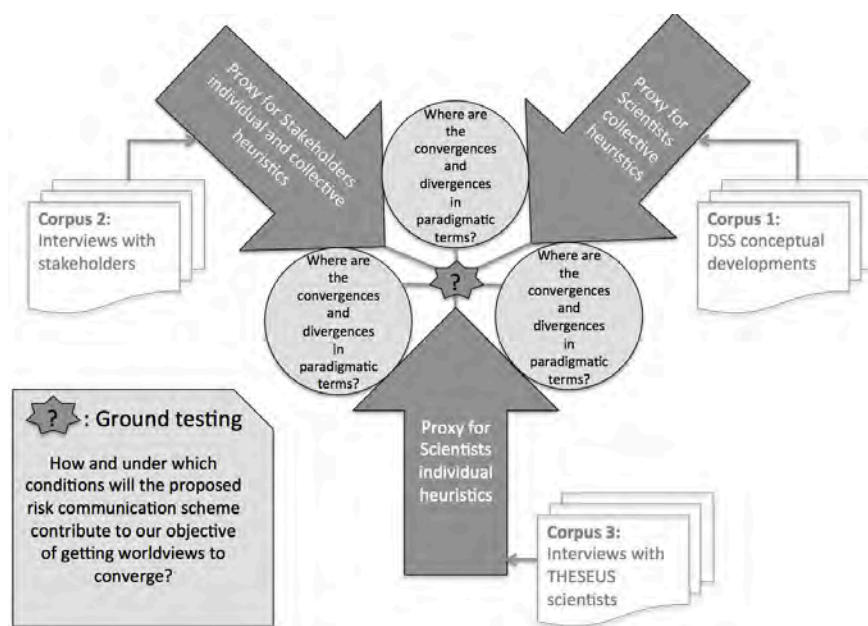 Proxy for Stakeholders
individual and collective
heuristics
Where are
the
convergences
and
divergences
in
paradigmatic
terms?
Proxy for
Scientists
collective
heuristics
Corpus 2:
Interviews with
stakeholders
Corpus 1:
DSS conceptual
developments
Where are
the
convergences
and
divergences
in
paradigmatic
terms?
?
Where are
the
convergences
and
divergences
in
paradigmatic
terms?
? : Ground testing
How and under which
conditions will the proposed
risk communication scheme
contribute to our objective
of getting worldviews to
converge?
Proxy for
Scientists
individual
heuristics
Corpus 3:
Interviews with
THESEUS
scientists